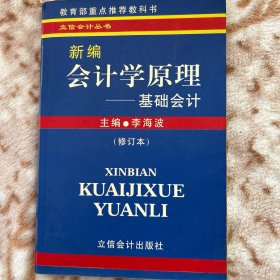 教育部重点推荐教科书
立信会计丛书
新编
会计学原理
——基础会计
主编●李海波
(修订本)
XINBIAN
KUAIJIXUE
YUANLI
立信会计出版社